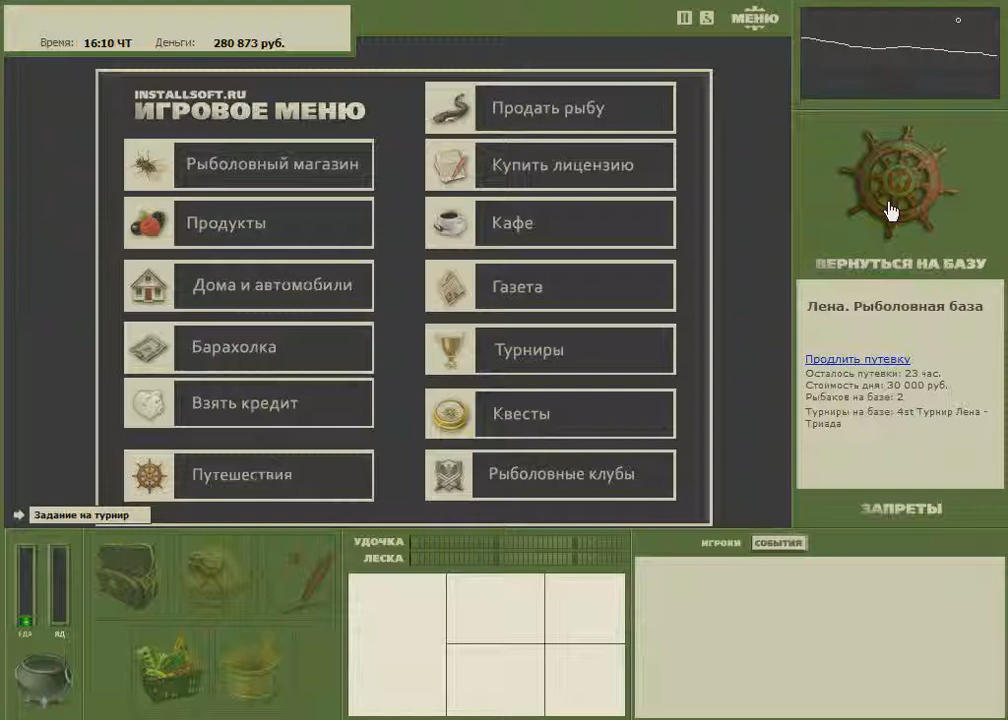 Время: 16:10 ЧТ Деньги: 280 873 руб.
МЕНЮ
INSTALLSOFT.RU
ИГРОВОЕ МЕНЮ
Рыболовный магазин
Продукты
Дома и автомобили
Барахолка
Взять кредит
Путешествия
Продать рыбу
Купить лицензию
Кафе
Газета
Турниры
Квесты
Рыболовные клубы
Задание на турнир
ВЕРНУТЬСЯ НА БАЗУ
Лена. Рыболовная база
Продлить путевку
Осталось путевки: 23 час.
Стоимость дня: 30 000 руб.
Рыбаков на базе: 2
Турниры на базе: 4st Турнир Лена -
Триада
ЗАПРЕТЫ
ЕДА
ЯД
УДОЧКА
ЛЕСКА
ИГРОКИ СОБЫТИЯ